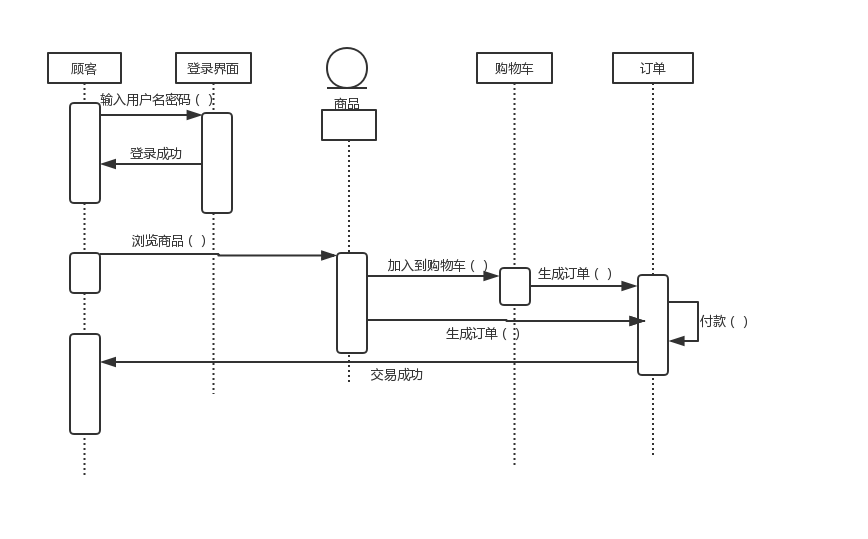 顾客
登录界面
商品
购物车
订单
输入用户名密码（ ）
登录成功
浏览商品（ ）
加入到购物车（ ）
生成订单（ ）
付款（ ）
生成订单（ ）
交易成功